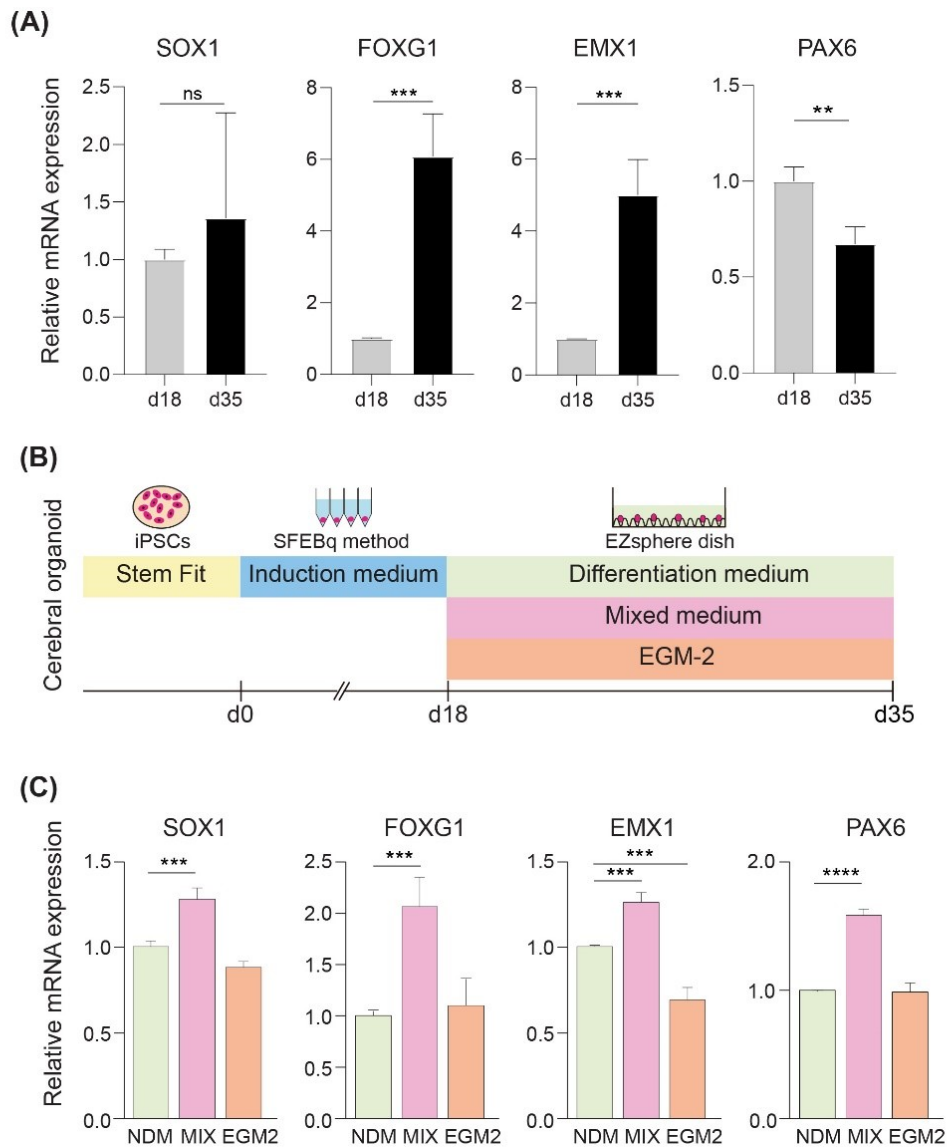 (A)
SOX1 FOXG1 EMX1 PAX6
Relative mRNA expression
2.5
2.0
1.5
1.0
0.5
0.0
ns
d18 d35
8
6
4
2
0
***
d18 d35
8
6
4
2
0
***
d18 d35
1.5
1.0
0.5
0.0
**
d18 d35
(B)
Cerebral organoid
iPSCs SFEBq method EZsphere dish
Stem Fit Induction medium Differentiation medium
Mixed medium
EGM-2
d0 d18 d35
(C)
SOX1 FOXG1 EMX1 PAX6
Relative mRNA expression
1.5
1.0
0.5
0.0
***
NDM MIX EGM2
2.5
2.0
1.5
1.0
0.5
0.0
***
NDM MIX EGM2
1.5
1.0
0.5
0.0
***
***
NDM MIX EGM2
2.0
1.0
0.0
****
NDM MIX EGM2